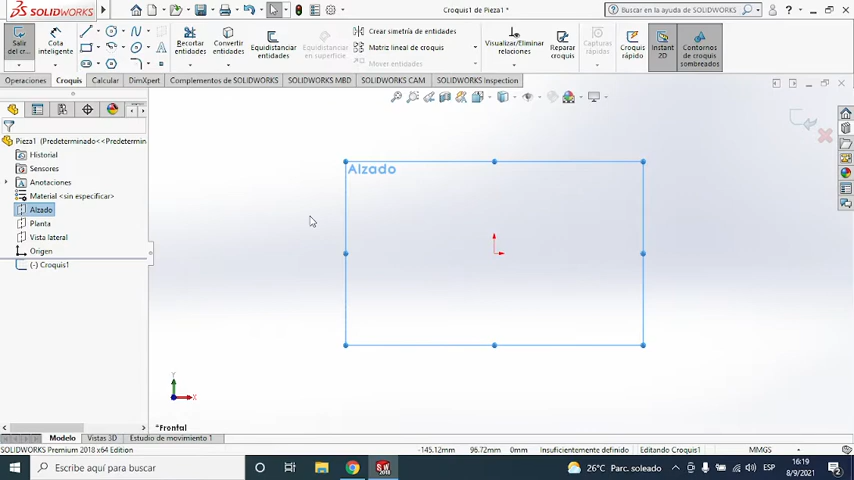 SOLIDWORKS
Croquis1 de Pieza1 *
Buscar en la ayuda de SOLIDWORKS
Salir del cr...
Cota inteligente
Recortar entidades
Convertir entidades
Equidistanciar entidades
Equidistanciar en superficie
Crear simetría de entidades
Matriz lineal de croquis
Mover entidades
Visualizar/Eliminar relaciones
Reparar croquis
Capturas rápidas
Croquis rápido
Instant 2D
Contornos de croquis sombreados
Operaciones
Croquis
Calcular
DimXpert
Complementos de SOLIDWORKS
SOLIDWORKS MBD
SOLIDWORKS CAM
SOLIDWORKS Inspection
Pieza1 (Predeterminado<<Predetermin
Historial
Sensores
Anotaciones
Material <sin especificar>
Alzado
Planta
Vista lateral
Origen
(-) Croquis1
Alzado
Y
X
*Frontal
Modelo
Vistas 3D
Estudio de movimiento 1
SOLIDWORKS Premium 2018 x64 Edition
-145.12mm
96.72mm
0mm
Insuficientemente definido
Editando Croquis1
MMGS
Escribe aquí para buscar
26°C
Parc. soleado
ESP
16:19
8/9/2021